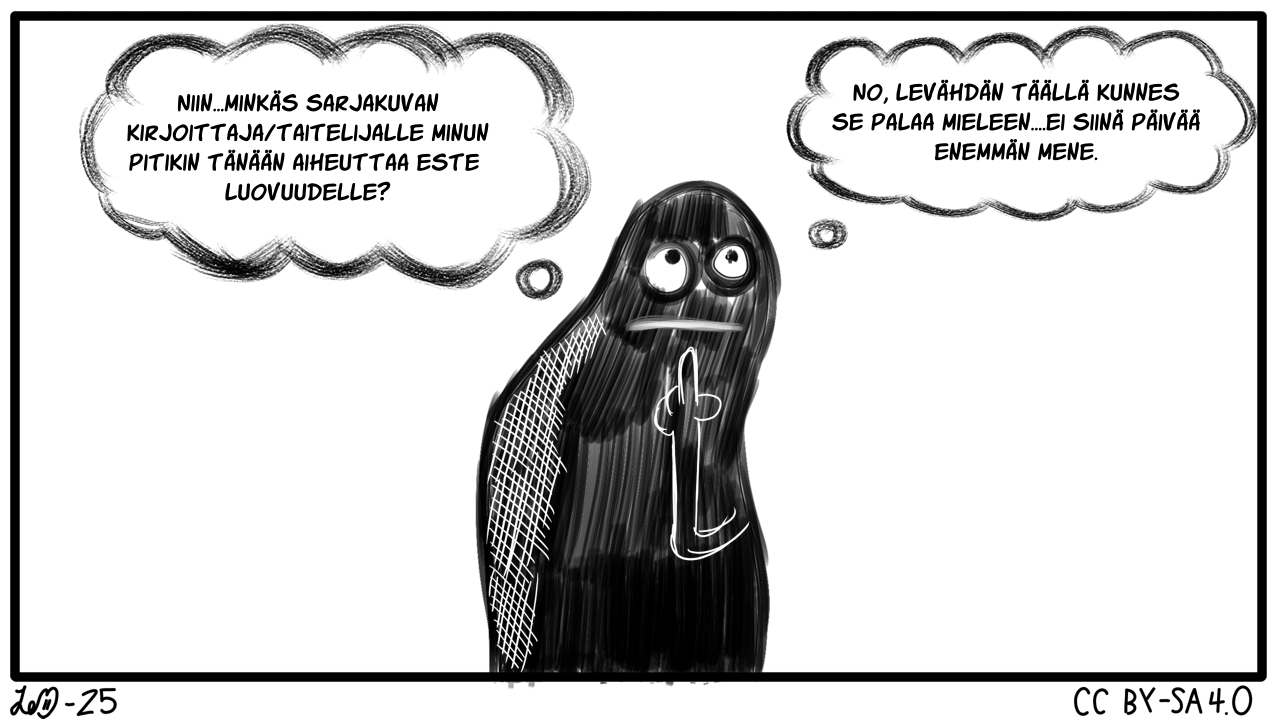 NIIN...MINKÄS SARJAKUVAN
KIRJOITTAJA/TAITELIJALLE MINUN
PITIKIN TÄNÄÄN AIHEUTTAA ESTE
LUOVUUDELLE?
NO, LEVÄHDÄN TÄÄLLÄ KUNNES
SE PALAA MIELEEN....EI SIINÄ PÄIVÄÄ
ENEMMÄN MENE.
-25
CC BY-SA 4.0